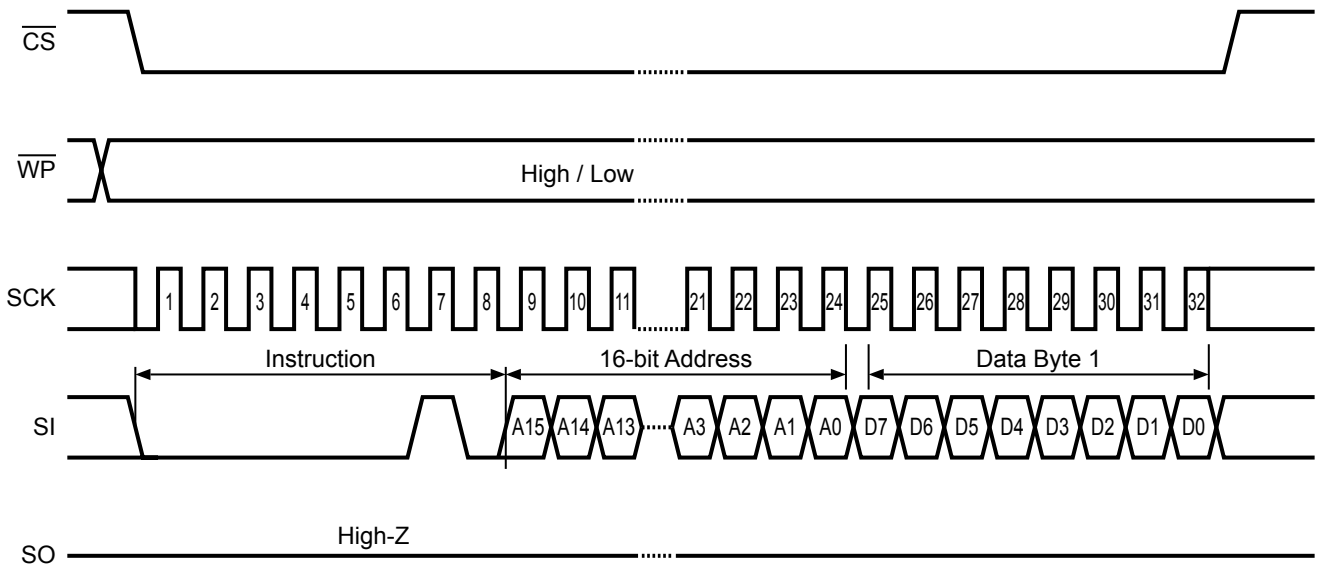 CS
WP
High / Low
SCK
1 2 3 4 5 6 7 8 9 10 11 21 22 23 24 25 26 27 28 29 30 31 32
Instruction 16-bit Address Data Byte 1
SI
A15 A14 A13 A3 A2 A1 A0 D7 D6 D5 D4 D3 D2 D1 D0
High-Z
SO